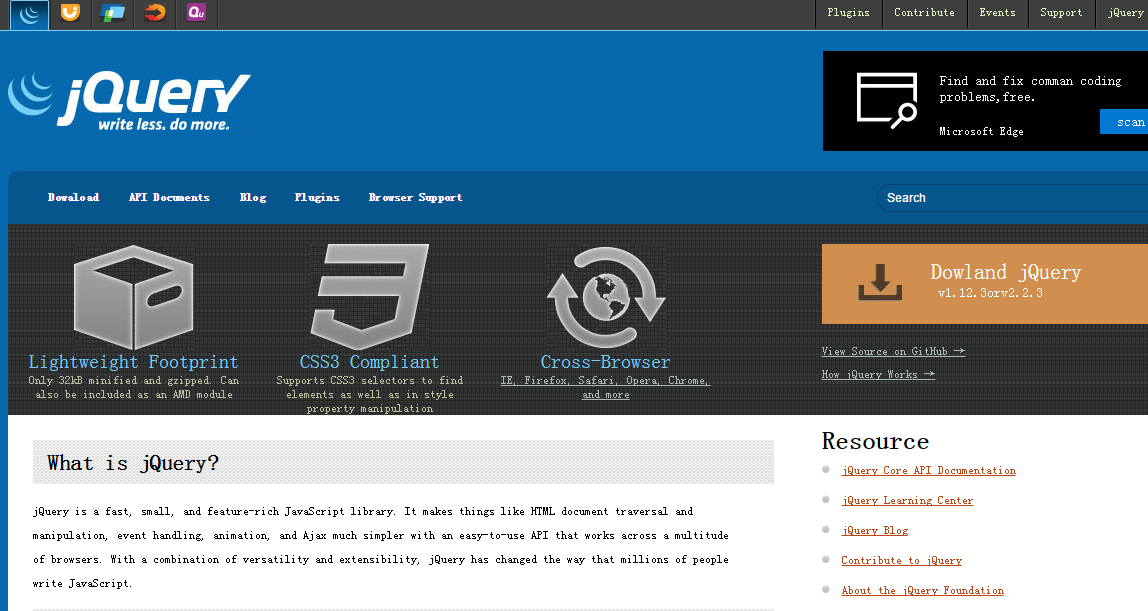 Qu
Plugins
Contribute
Events
Support
jQuery
jQuery
write less. do more.
Find and fix comman coding
problems,free.
Microsoft Edge
scan
Dowaload
API Documents
Blog
Plugins
Browser Support
Search
Lightweight Footprint
Only 32kB minified and gzipped. Can
also be included as an AMD module
CSS3 Compliant
Supports CSS3 selectors to find
elements as well as in style
property manipulation
Cross-Browser
IE, Firefox, Safari, Opera, Chrome,
and more
Dowland jQuery
v1.12.3orv2.2.3
View Source on GitHub →
How jQuery Works →
What is jQuery?
jQuery is a fast, small, and feature-rich JavaScript library. It makes things like HTML document traversal and
manipulation, event handling, animation, and Ajax much simpler with an easy-to-use API that works across a multitude
of browsers. With a combination of versatility and extensibility, jQuery has changed the way that millions of people
write JavaScript.
Resource
jQuery Core API Documentation
jQuery Learning Center
jQuery Blog
Contribute to jQuery
About the jQuery Foundation